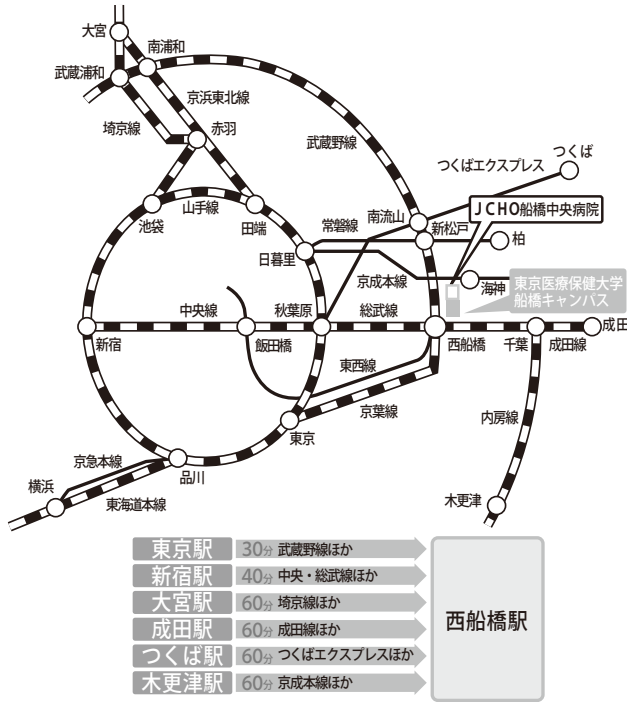 大宮
南浦和
武蔵浦和
京浜東北線
埼京線
赤羽
武蔵野線
つくば
つくばエクスプレス
ＪＣＨＯ船橋中央病院
山手線
池袋
田端
常磐線
南流山
新松戸
柏
日暮里
京成本線
海神
東京医療保健大学
船橋キャンパス
中央線
秋葉原
総武線
成田
新宿
飯田橋
西船橋
千葉
成田線
東西線
京葉線
東京
内房線
京急本線
品川
横浜
東海道本線
木更津
東京駅 30分 武蔵野線ほか
新宿駅 40分 中央・総武線ほか
大宮駅 60分 埼京線ほか
成田駅 60分 成田線ほか
つくば駅 60分 つくばエクスプレスほか
木更津駅 60分 京成本線ほか
西船橋駅